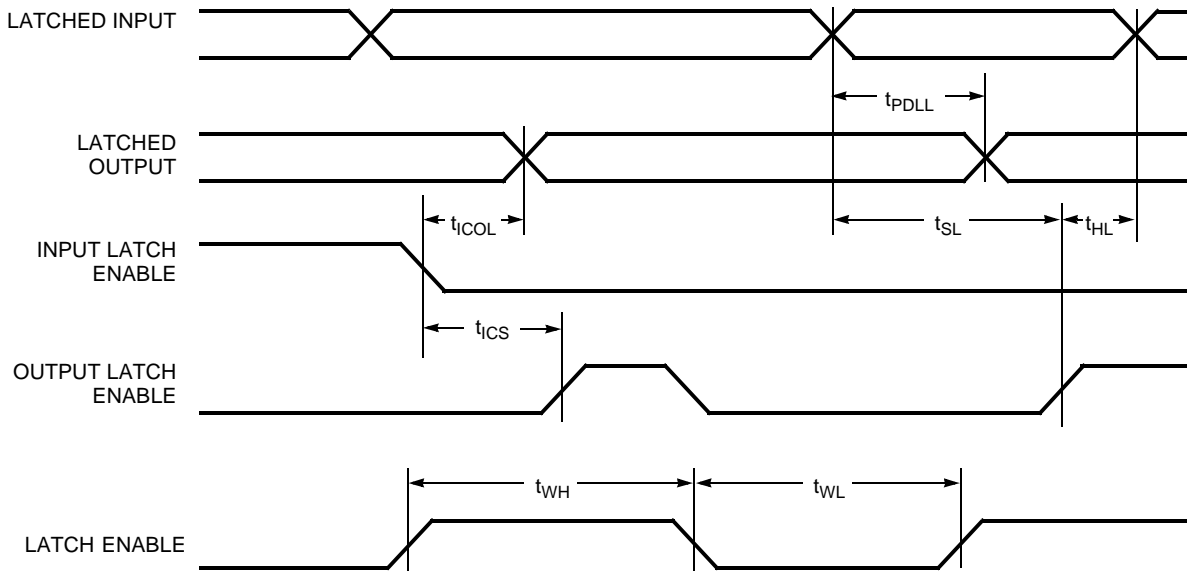 LATCHED INPUT
tPDLL
LATCHED
OUTPUT
tICOL
tSL
tHL
INPUT LATCH
ENABLE
tICS
OUTPUT LATCH
ENABLE
tWH
tWL
LATCH ENABLE